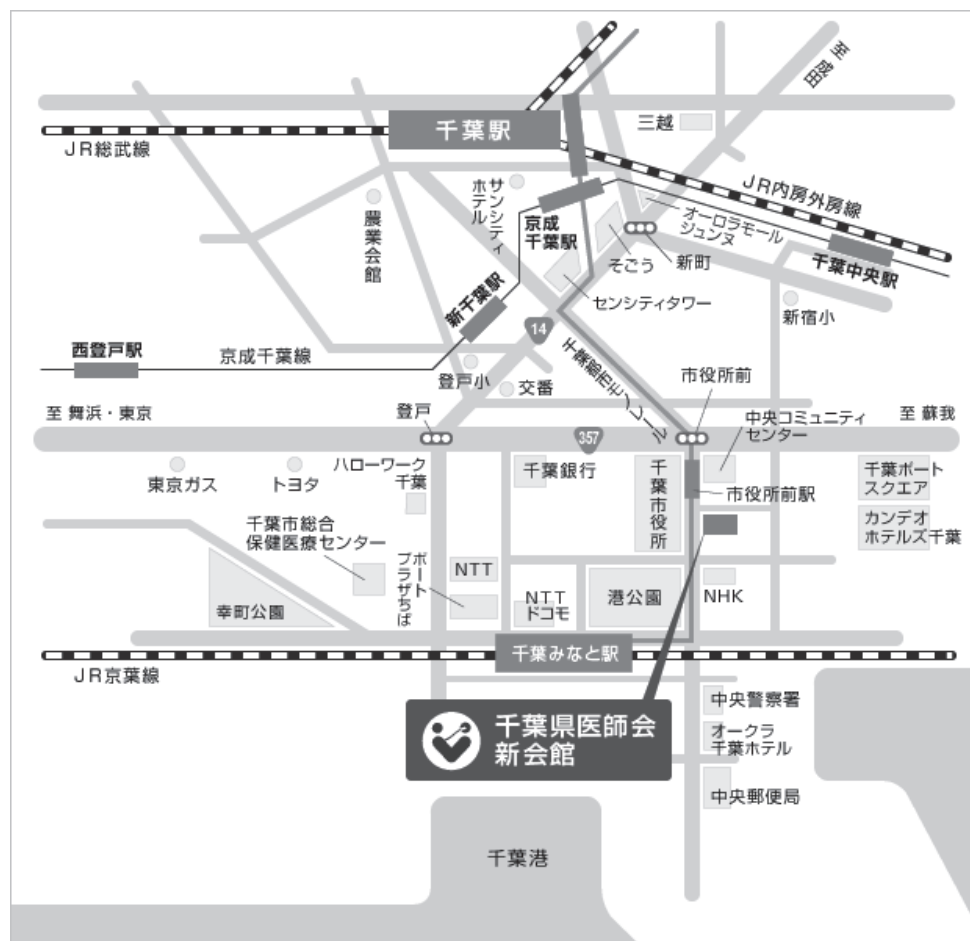 至 成田
千葉駅
三越
JR総武線
JR内房外房線
サンシティ
ホテル
農業会館
京成
千葉駅
オーロラモール
ジュンヌ
そごう
新町
千葉中央駅
新千葉駅
センシティタワー
新宿小
14
西登戸駅
京成千葉線
千葉都市モノレール
登戸小
交番
市役所前
至 舞浜・東京
登戸
中央コミュニティ
センター
至 蘇我
357
ハローワーク
千葉
東京ガス
トヨタ
千葉銀行
千葉市役所
市役所前駅
千葉ポート
スクエア
カンデオ
ホテルズ千葉
千葉市総合
保健医療センター
ポート
プラザちば
NTT
NTT
ドコモ
港公園
NHK
幸町公園
千葉みなと駅
JR京葉線
千葉県医師会
新会館
中央警察署
オークラ
千葉ホテル
中央郵便局
千葉港